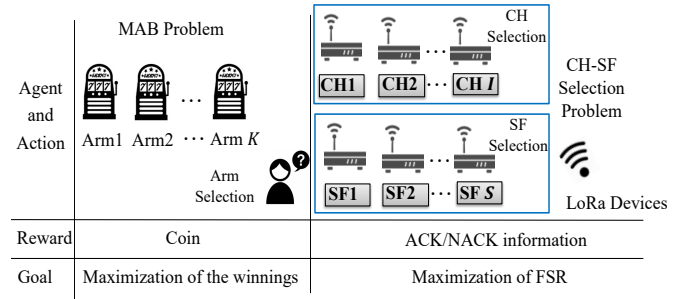 MAB Problem
Agent
and
Action
Arm1 Arm2 ··· Arm K
Arm
Selection
?
CH
Selection
CH1 CH2 ··· CH I
SF
Selection
SF1 SF2 ··· SF S
CH-SF
Selection
Problem
LoRa Devices
Reward Coin ACK/NACK information
Goal Maximization of the winnings Maximization of FSR